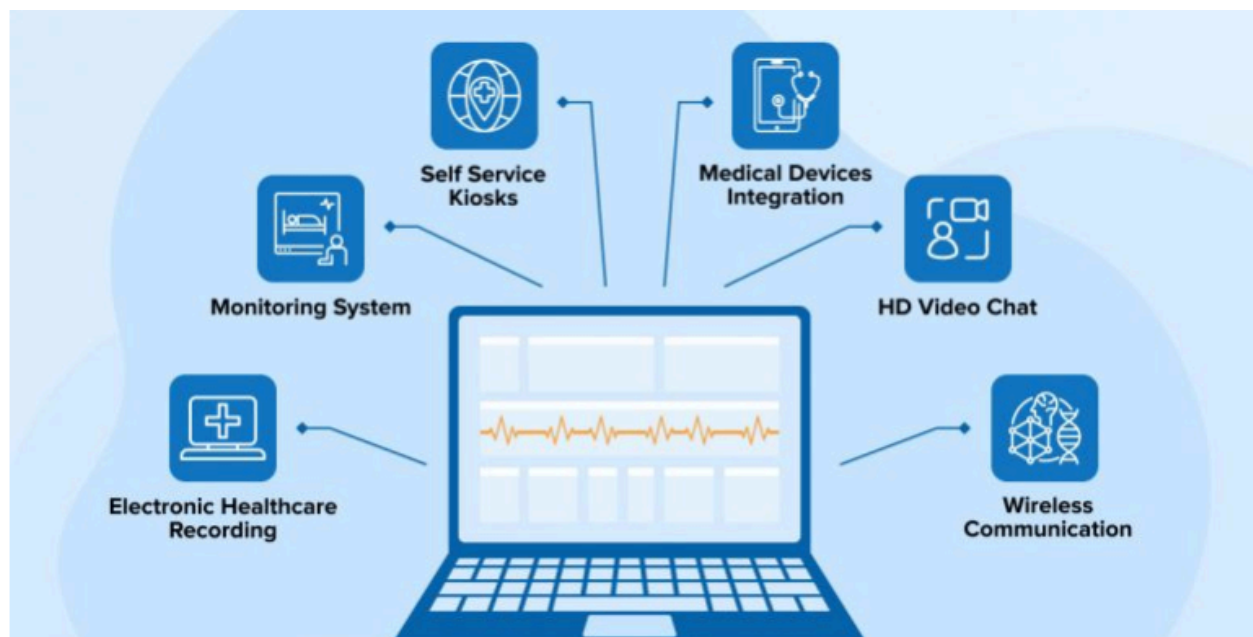 Self Service
Kiosks
Medical Devices
Integration
Monitoring System
HD Video Chat
Electronic Healthcare
Recording
Wireless
Communication